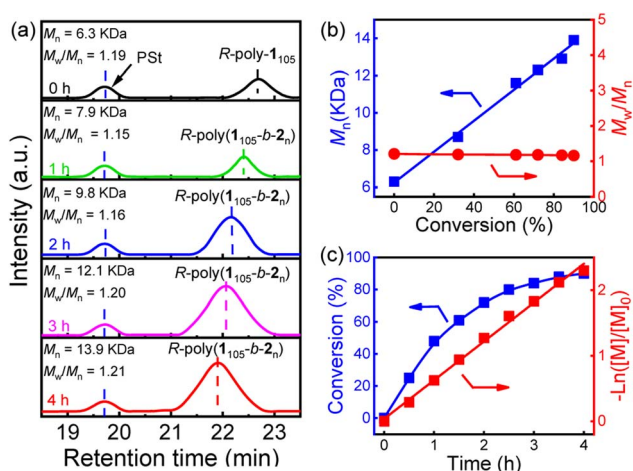 (a)
Mn = 6.3 KDa
Mw/Mn = 1.19
PSt
R-poly-1105
0 h
Mn = 7.9 KDa
Mw/Mn = 1.15
R-poly(1105-b-2n)
1 h
Mn = 9.8 KDa
Mw/Mn = 1.16
R-poly(1105-b-2n)
2 h
Mn = 12.1 KDa
Mw/Mn = 1.20
R-poly(1105-b-2n)
3 h
Mn = 13.9 KDa
Mw/Mn = 1.21
R-poly(1105-b-2n)
4 h
Intensity (a.u.)
19 20 21 22 23
Retention time (min)
(b)
14
12
10
8
6
Mn(KDa)
5
4
3
2
1
0
Mw/Mn
0 20 40 60 80 100
Conversion (%)
(c)
100
80
60
40
20
0
Conversion (%)
2
1
0
-Ln([M]/[M]0)
0 1 2 3 4
Time (h)